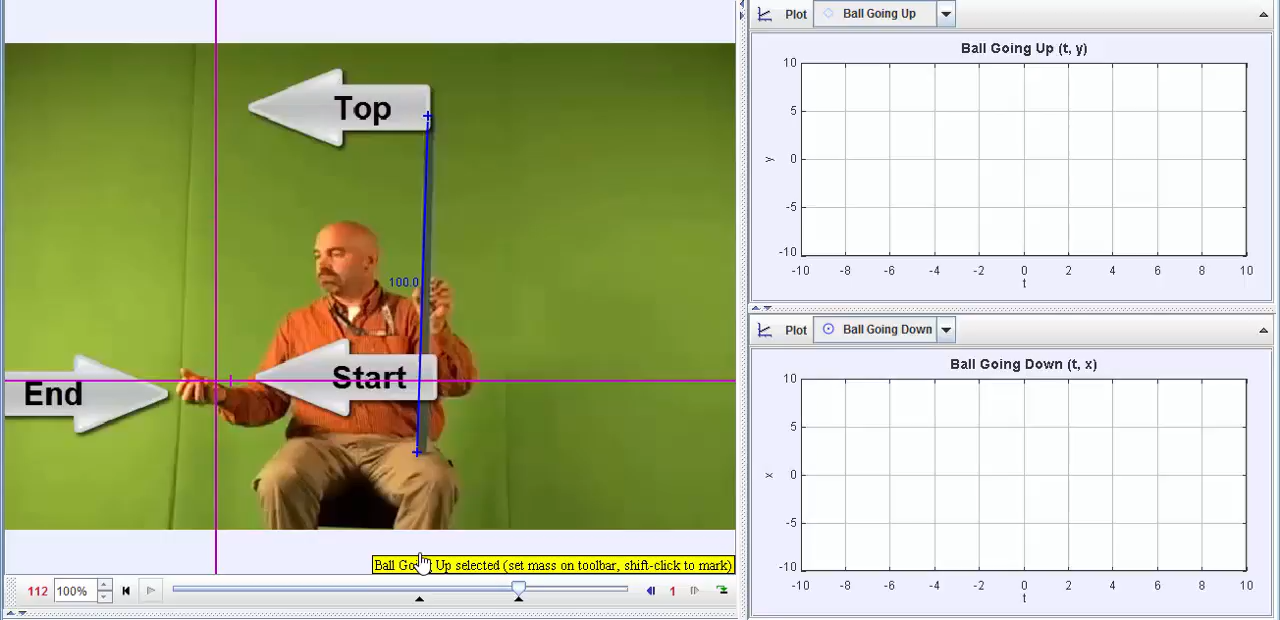 Plot Ball Going Up
Ball Going Up (t, y)
10
5
y 0
-5
-10
-10 -8 -6 -4 -2 0 2 4 6 8 10
t
Top
100.0
Start
End
Plot Ball Going Down
Ball Going Down (t, x)
10
5
x 0
-5
-10
-10 -8 -6 -4 -2 0 2 4 6 8 10
t
Ball Going Up selected (set mass on toolbar, shift-click to mark)
112 100% 1